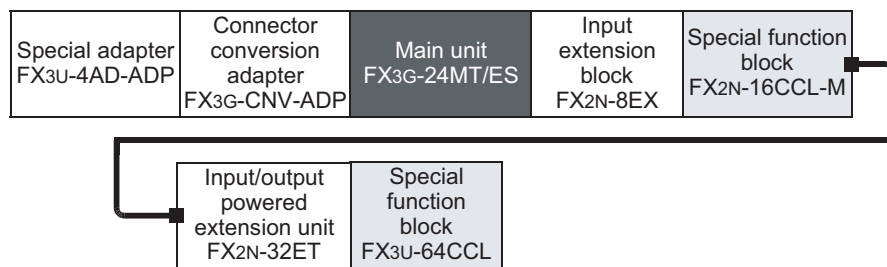 Special adapter
FX3U-4AD-ADP
Connector
conversion
adapter
FX3G-CNV-ADP
Main unit
FX3G-24MT/ES
Input
extension
block
FX2N-8EX
Special function
block
FX2N-16CCL-M
Input/output
powered
extension unit
FX2N-32ET
Special
function
block
FX3U-64CCL